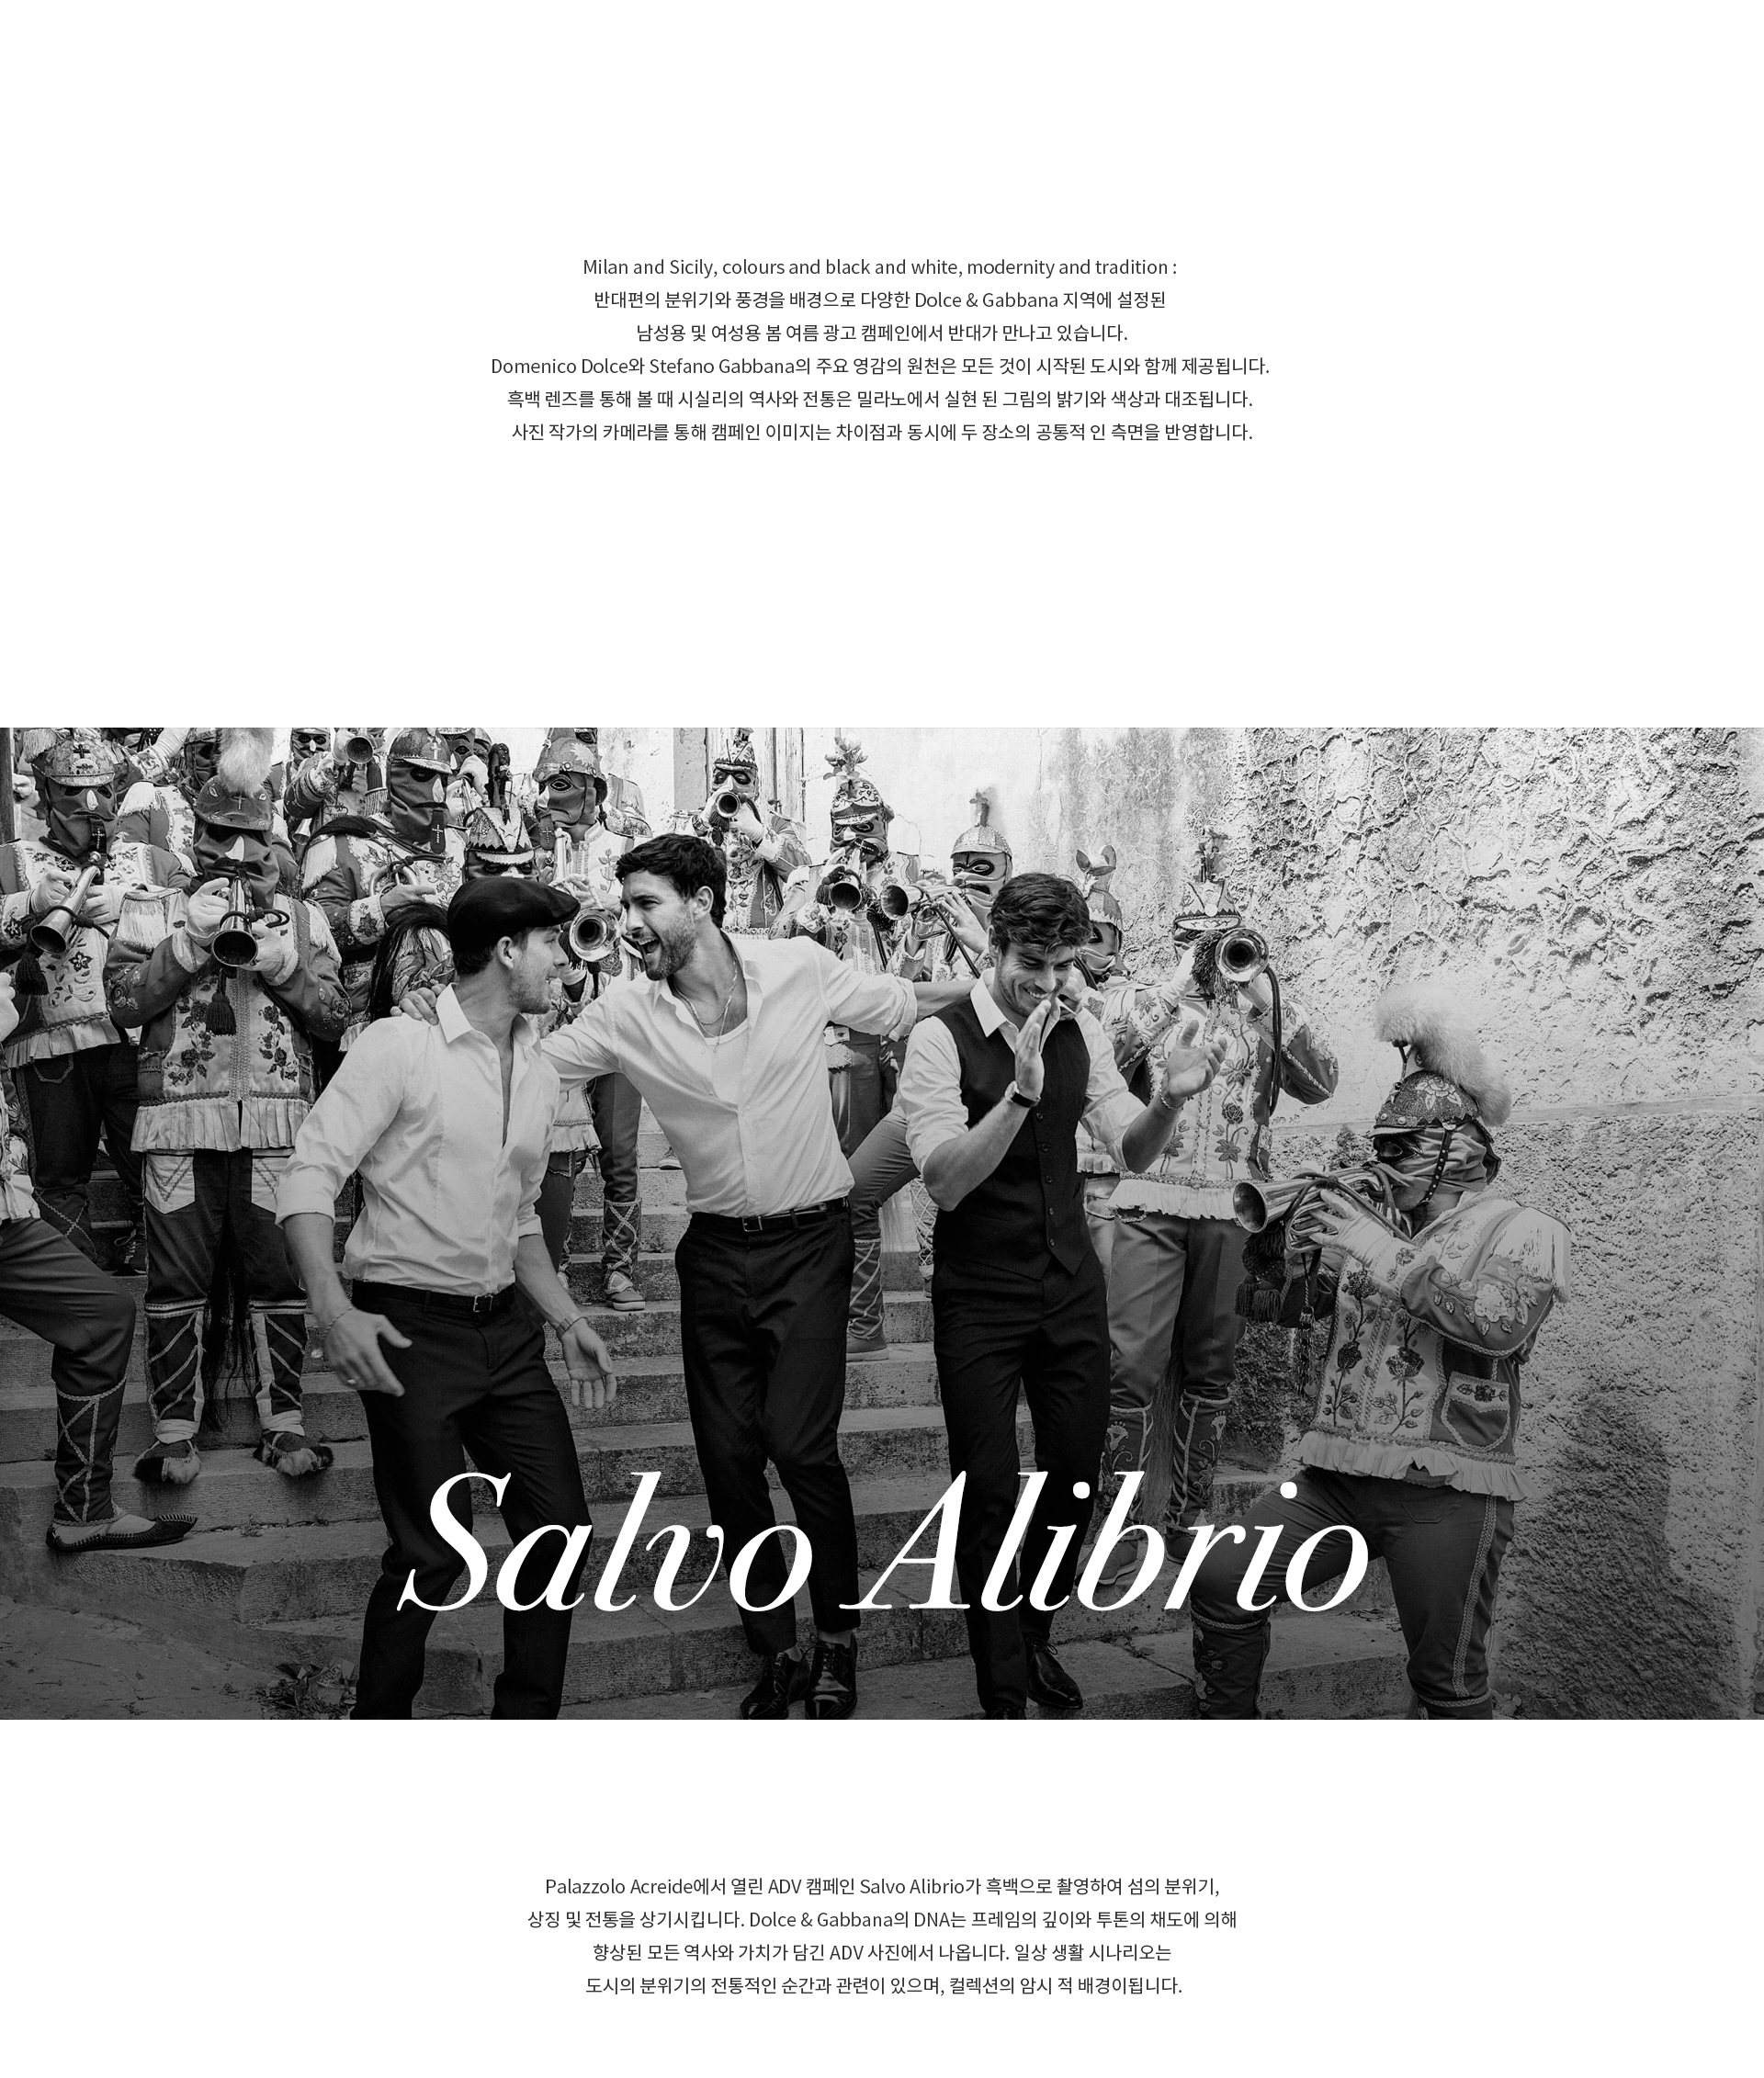 Milan and Sicily, colours and black and white, modernity and tradition :
반대편의 분위기와 풍경을 배경으로 다양한 Dolce & Gabbana 지역에 설정된
남성용 및 여성용 봄 여름 광고 캠페인에서 반대가 만나고 있습니다.
Domenico Dolce와 Stefano Gabbana의 주요 영감의 원천은 모든 것이 시작된 도시와 함께 제공됩니다.
흑백 렌즈를 통해 볼 때 시실리의 역사와 전통은 밀라노에서 실현 된 그림의 밝기와 색상과 대조됩니다.
사진 작가의 카메라를 통해 캠페인 이미지는 차이점과 동시에 두 장소의 공통적 인 측면을 반영합니다.
Salvo Alibrio
Palazzolo Acreide에서 열린 ADV 캠페인 Salvo Alibrio가 흑백으로 촬영하여 섬의 분위기,
상징 및 전통을 상기시킵니다. Dolce & Gabbana의 DNA는 프레임의 깊이와 투톤의 채도에 의해
향상된 모든 역사와 가치가 담긴 ADV 사진에서 나옵니다. 일상 생활 시나리오는
도시의 분위기의 전통적인 순간과 관련이 있으며, 컬렉션의 암시 적 배경이됩니다.